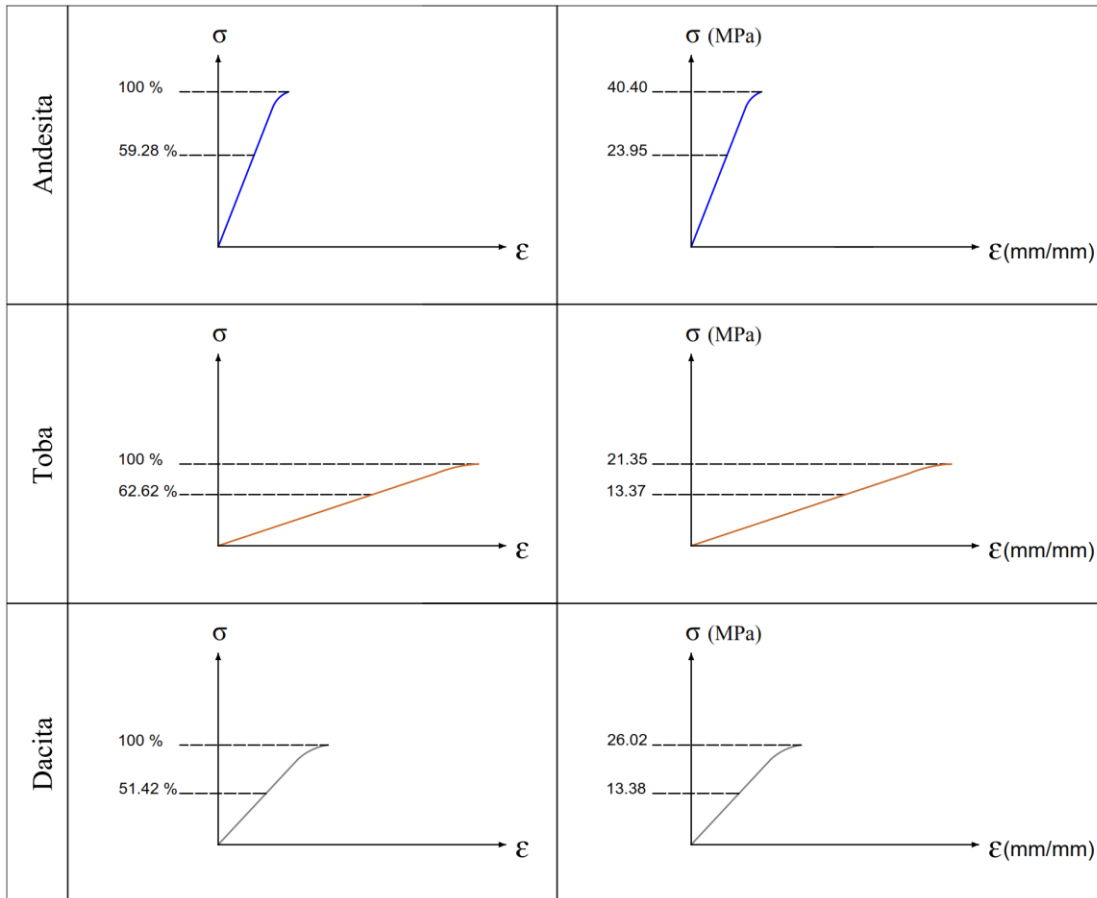 Andesita
σ
100 %
59.28 %
ε
σ (MPa)
40.40
23.95
ε(mm/mm)
Toba
σ
100 %
62.62 %
ε
σ (MPa)
21.35
13.37
ε(mm/mm)
Dacita
σ
100 %
51.42 %
ε
σ (MPa)
26.02
13.38
ε(mm/mm)